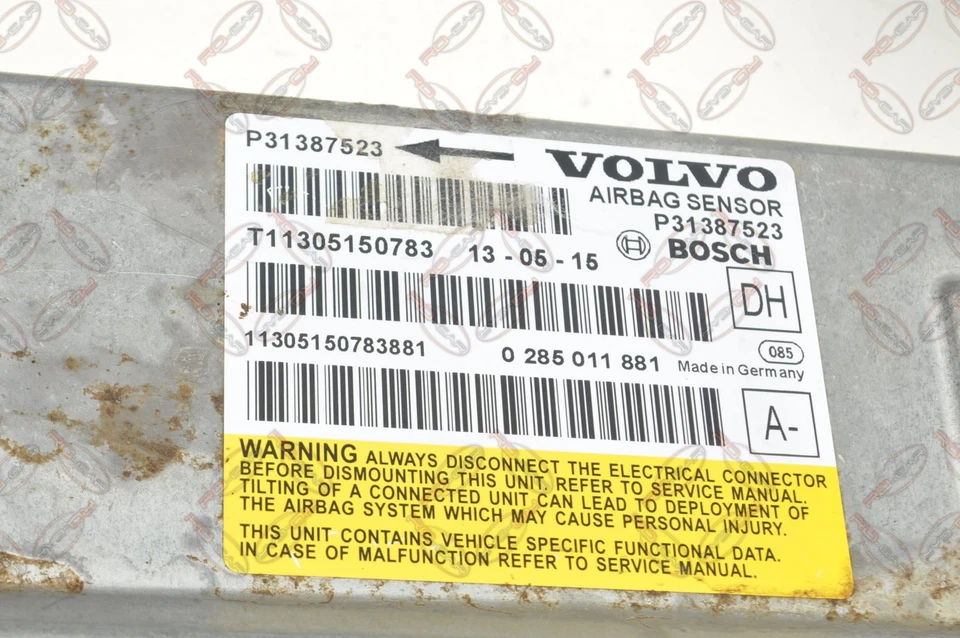 P31387523
VOLVO
AIRBAG SENSOR
P31387523
BOSCH
T11305150783 13 - 05 - 15
DH
11305150783881 0 285 011 881
085
Made in Germany
A-
WARNING ALWAYS DISCONNECT THE ELECTRICAL CONNECTOR
BEFORE DISMOUNTING THIS UNIT. REFER TO SERVICE MANUAL.
TILTING OF A CONNECTED UNIT CAN LEAD TO DEPLOYMENT OF
THE AIRBAG SYSTEM WHICH MAY CAUSE PERSONAL INJURY.
THIS UNIT CONTAINS VEHICLE SPECIFIC FUNCTIONAL DATA.
IN CASE OF MALFUNCTION REFER TO SERVICE MANUAL.